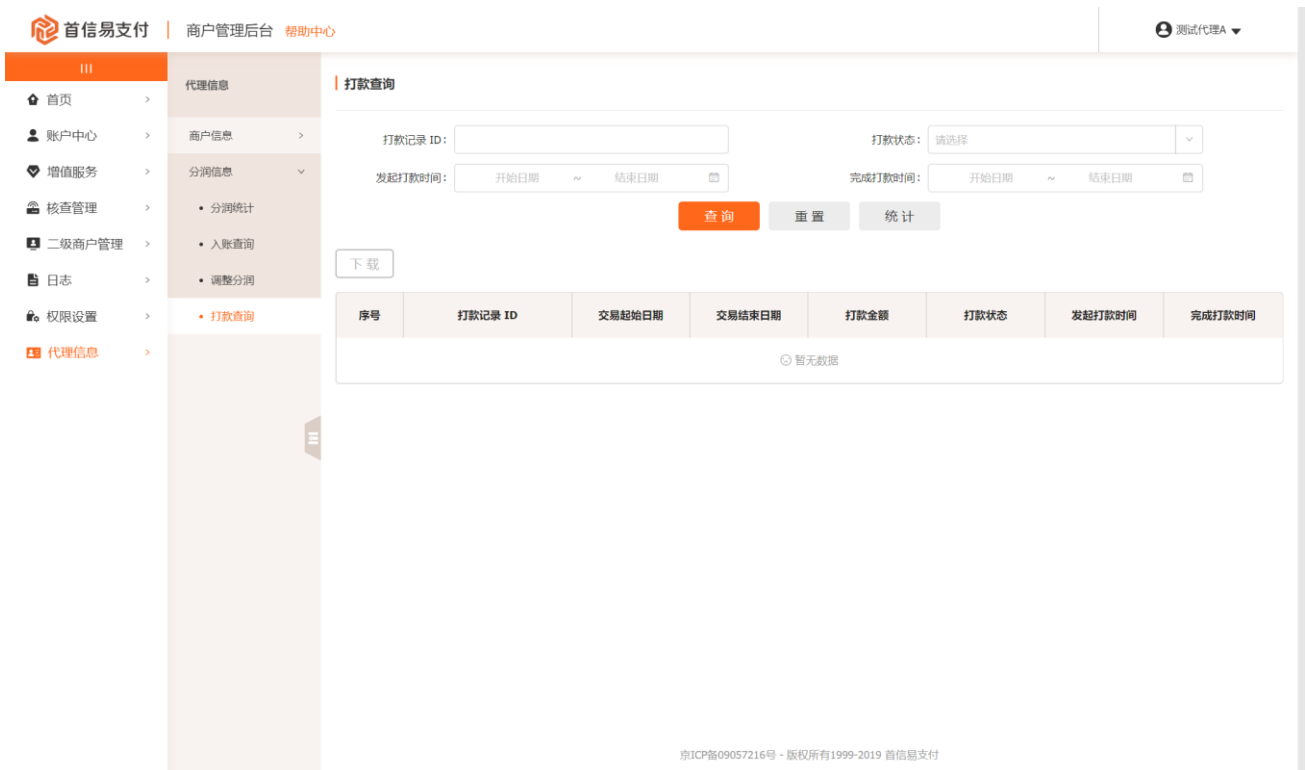 首信易支付 商户管理后台 帮助中心 测试代理A
首页
账户中心
增值服务
核查管理
二级商户管理
日志
权限设置
代理信息
代理信息
商户信息
分润信息
• 分润统计
• 入账查询
• 调整分润
• 打款查询
打款查询
打款记录 ID: 打款状态: 请选择
发起打款时间: 开始日期 ~ 结束日期 完成打款时间: 开始日期 ~ 结束日期
查询 重置 统计
下载
序号 打款记录 ID 交易起始日期 交易结束日期 打款金额 打款状态 发起打款时间 完成打款时间
暂无数据
京ICP备09057216号 - 版权所有1999-2019 首信易支付